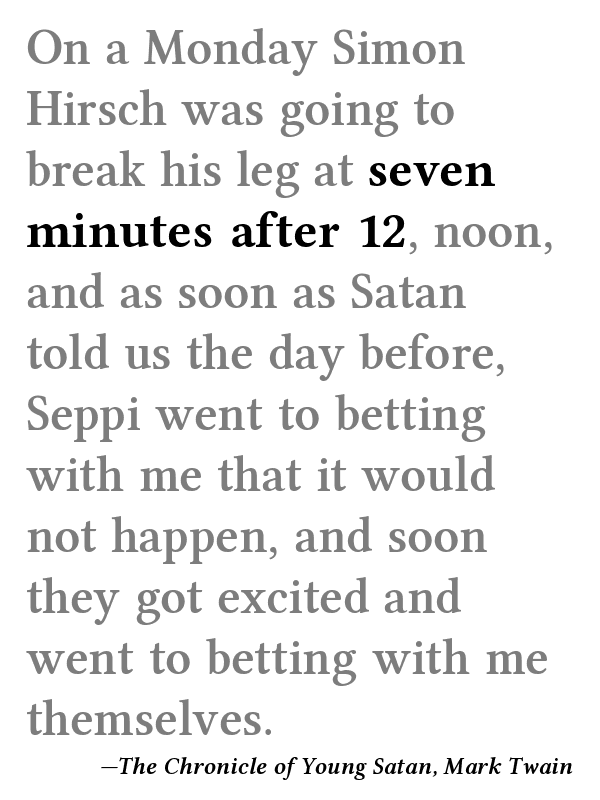 On a Monday Simon
Hirsch was going to
break his leg at seven
minutes after 12, noon,
and as soon as Satan
told us the day before,
Seppi went to betting
with me that it would
not happen, and soon
they got excited and
went to betting with me
themselves.
—The Chronicle of Young Satan, Mark Twain